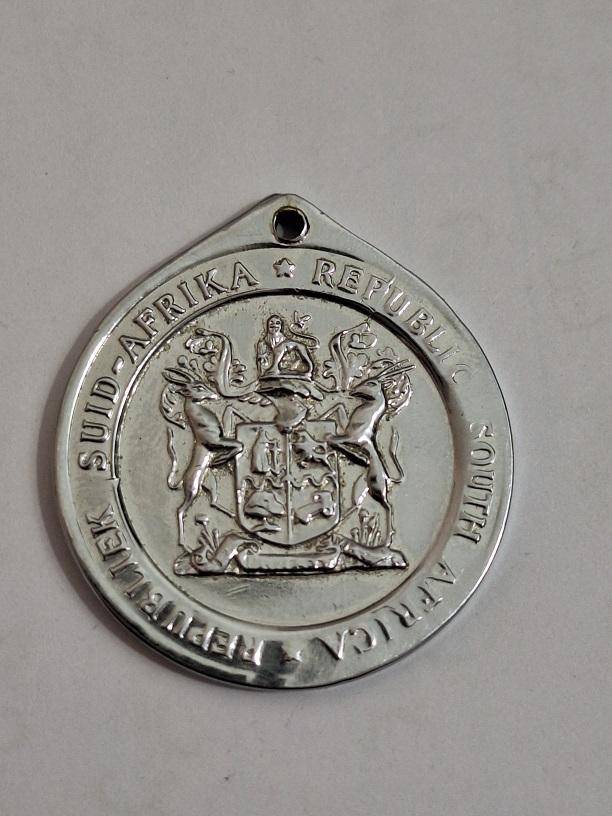 REPUBLIEK SUID-AFRIKA ★ REPUBLIC SOUTH AFRICA ★